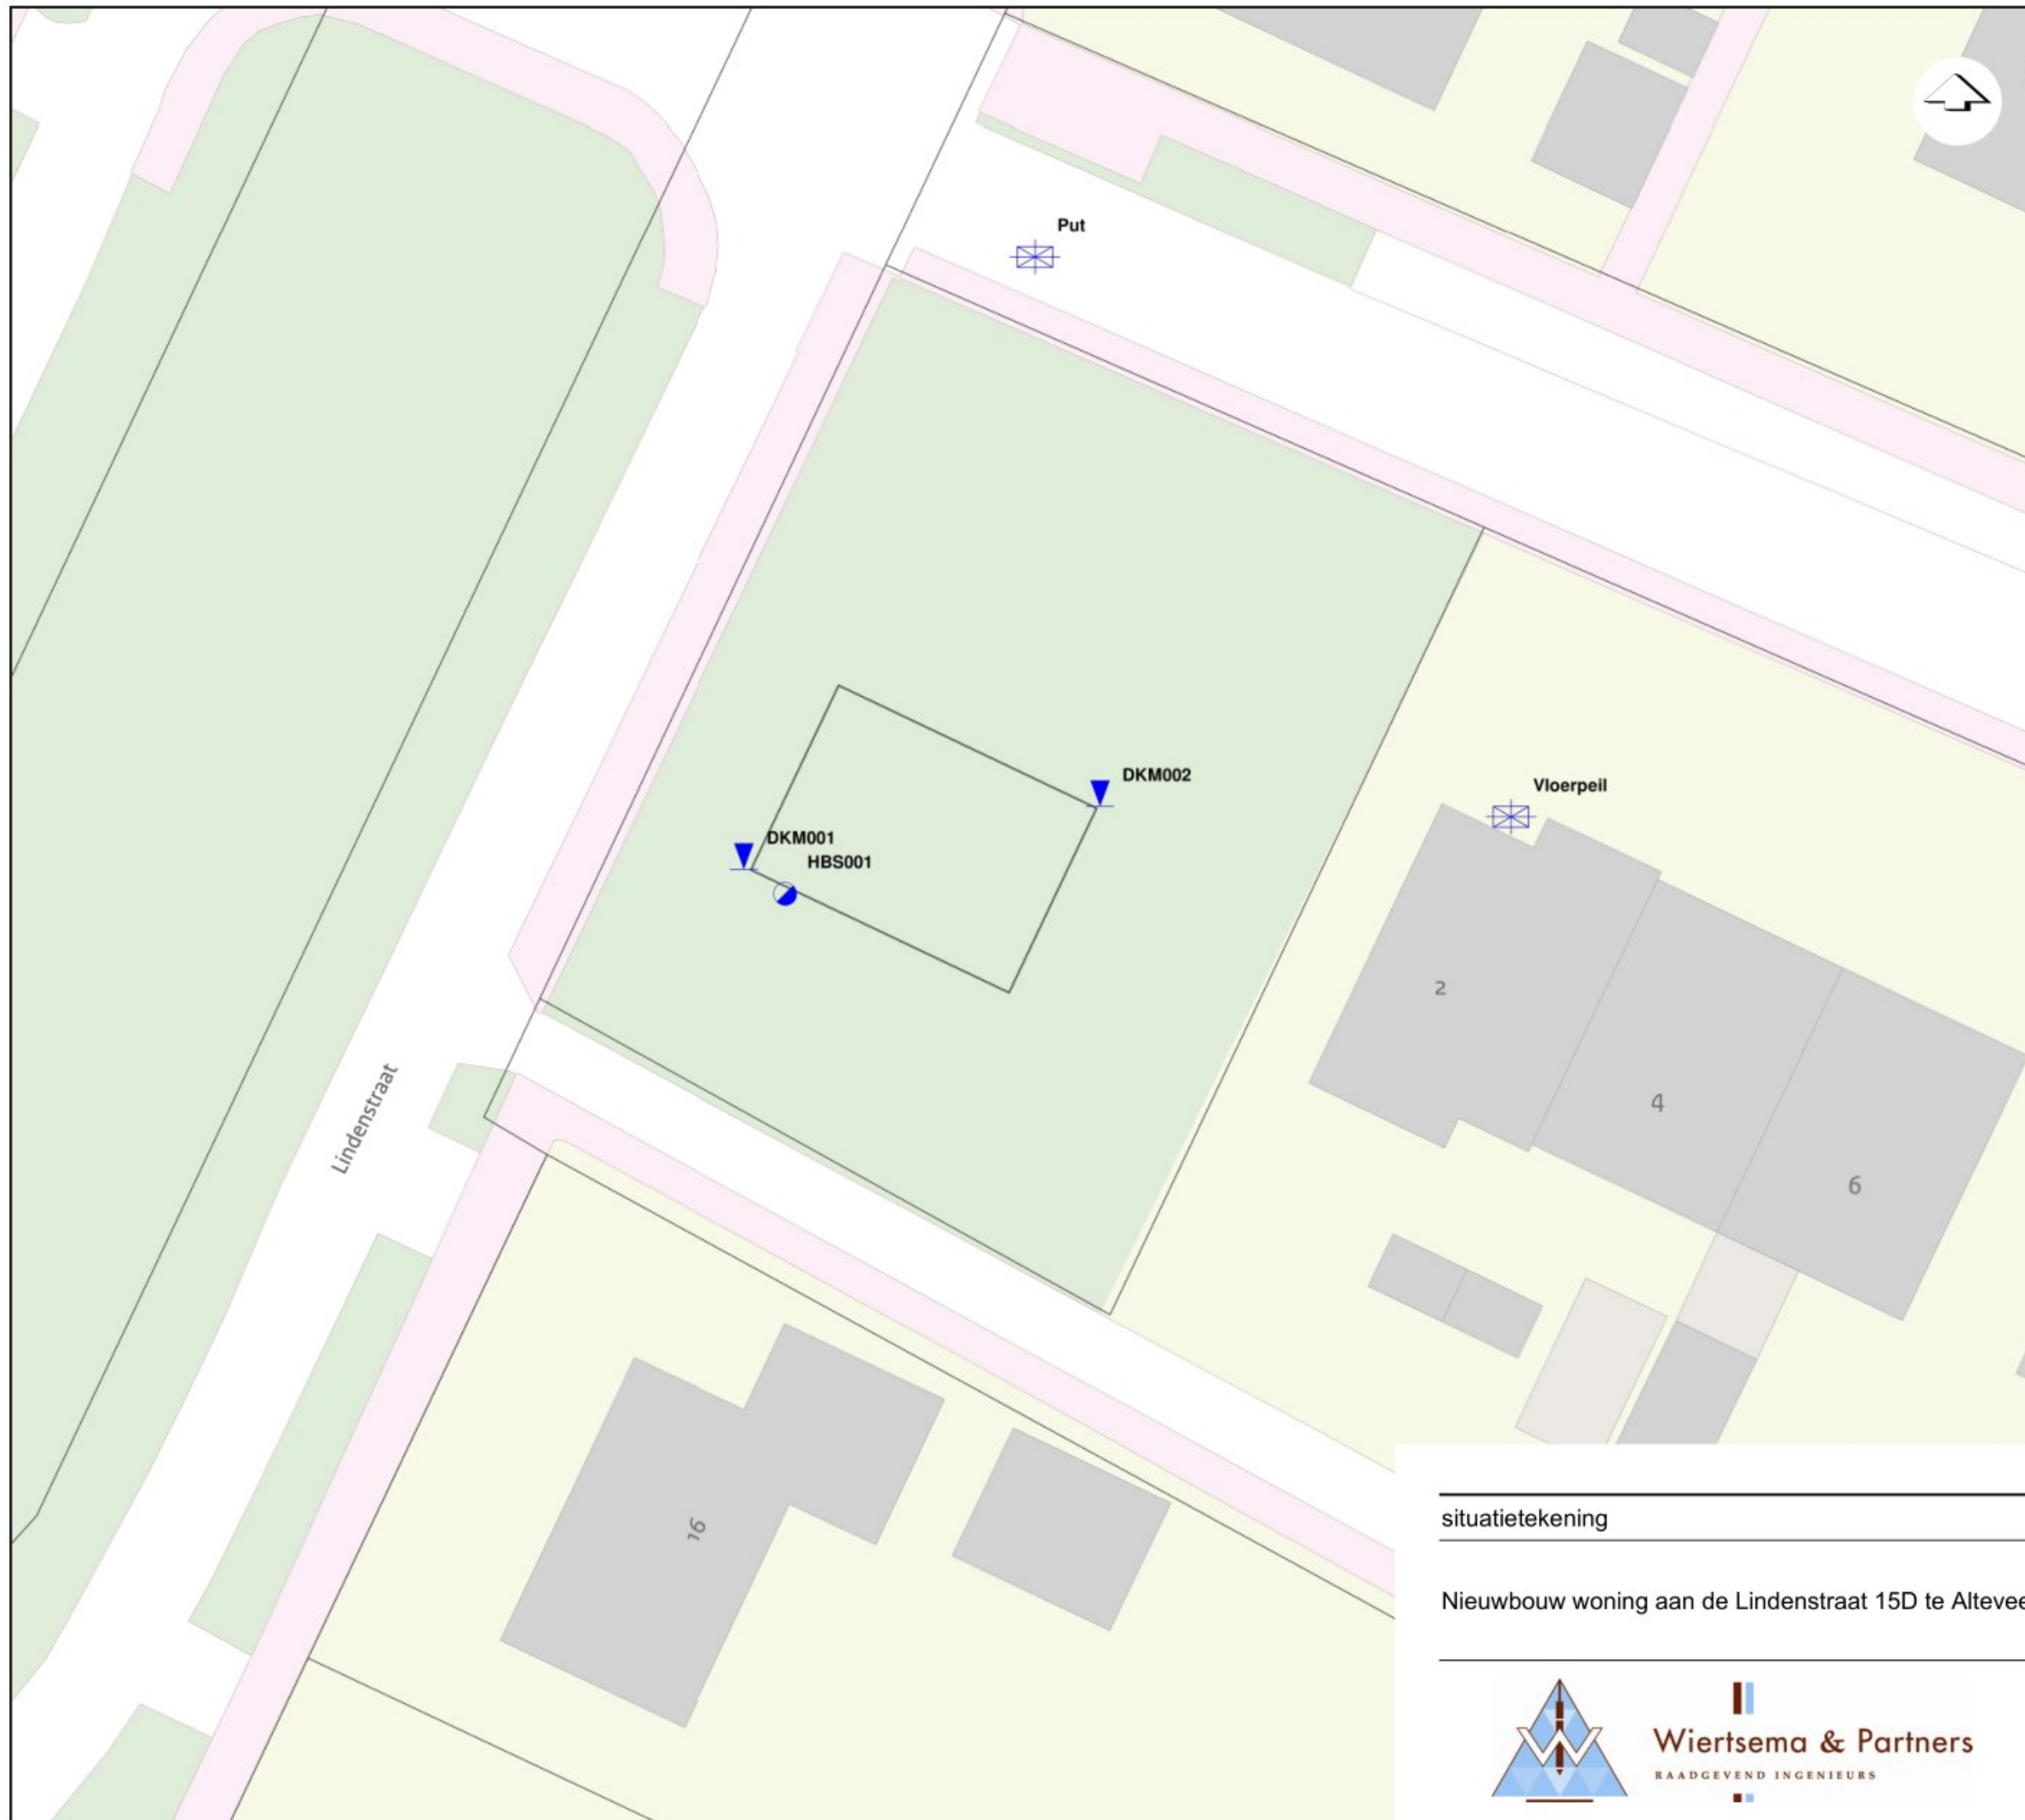 Put
DKM002
Vloerpeil
DKM001
HBS001
2
4
6
Lindenstraat
16
situatietekening
Nieuwbouw woning aan de Lindenstraat 15D te Altevee
Wiertsema & Partners
RAADGEVEND INGENIEURS